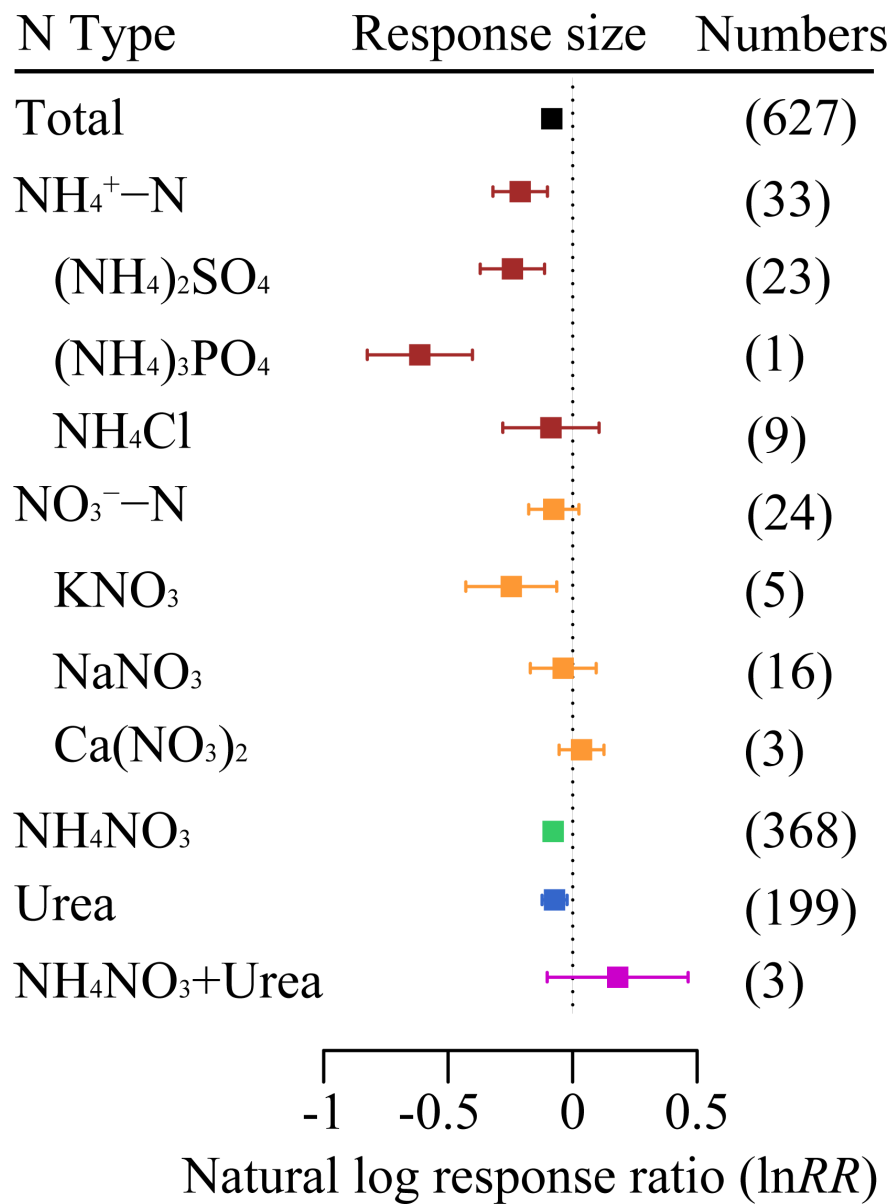 N Type Response size Numbers
Total (627)
NH₄⁺−N (33)
(NH₄)₂SO₄ (23)
(NH₄)₃PO₄ (1)
NH₄Cl (9)
NO₃⁻−N (24)
KNO₃ (5)
NaNO₃ (16)
Ca(NO₃)₂ (3)
NH₄NO₃ (368)
Urea (199)
NH₄NO₃+Urea (3)
-1 -0.5 0 0.5
Natural log response ratio (lnRR)